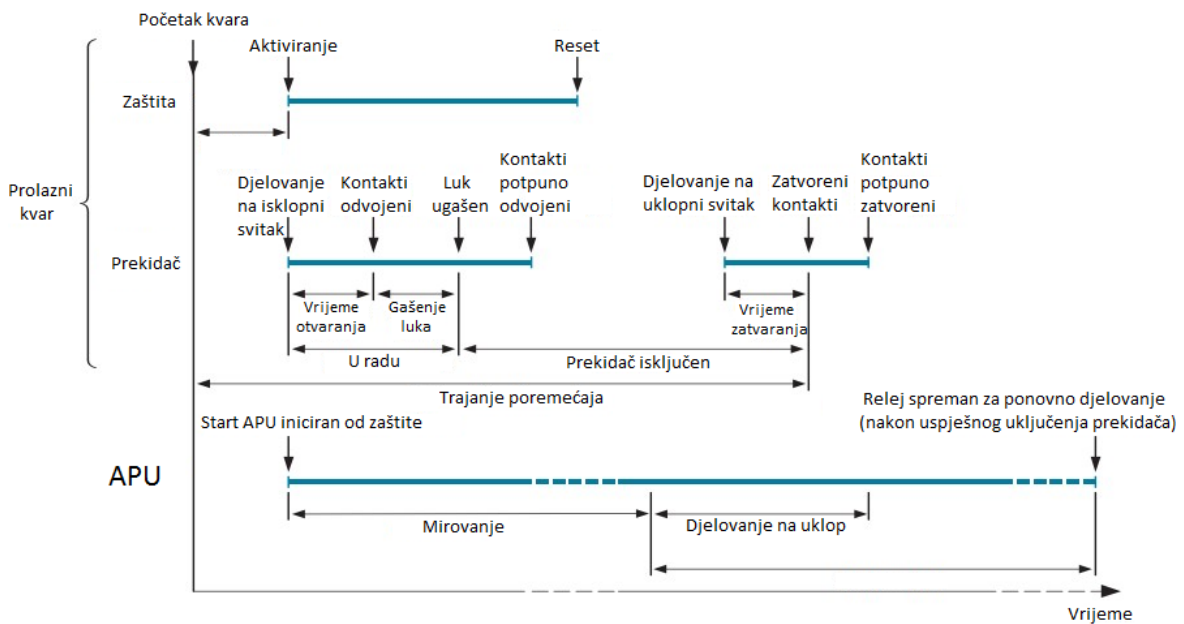 Početak kvara
Aktiviranje
Reset
Zaštita
Prolazni
kvar
Djelovanje
na isklopni
svitak
Kontakti
odvojeni
Luk
ugašen
Kontakti
potpuno
odvojeni
Djelovanje na
uklopni svitak
Zatvoreni
kontakti
Kontakti
potpuno
zatvoreni
Prekidač
Vrijeme
otvaranja
Gašenje
luka
Vrijeme
zatvaranja
U radu
Prekidač isključen
Trajanje poremećaja
Start APU iniciran od zaštite
Relej spreman za ponovno djelovanje
(nakon uspješnog uključenja prekidača)
APU
Mirovanje
Djelovanje na uklop
Vrijeme